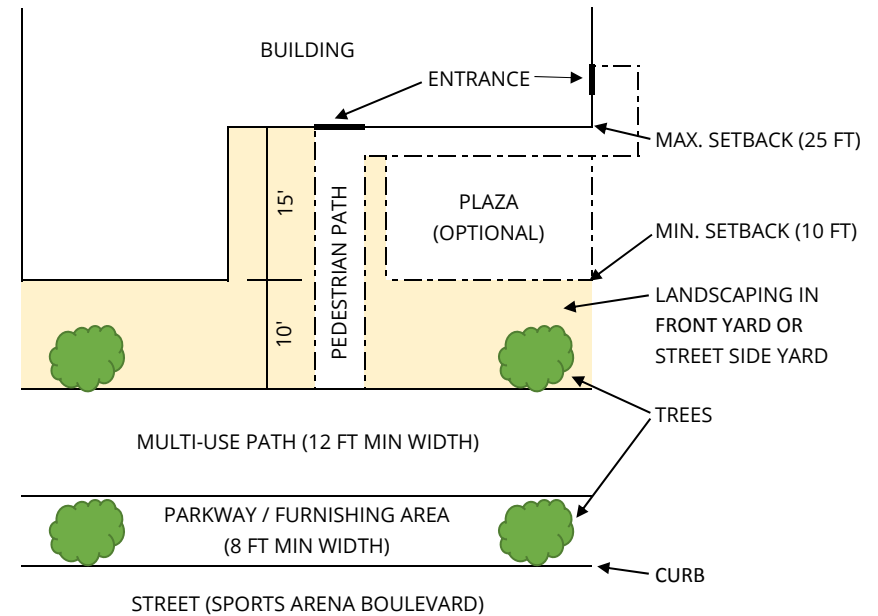 BUILDING
ENTRANCE
MAX. SETBACK (25 FT)
15'
PEDESTRIAN PATH
PLAZA
(OPTIONAL)
MIN. SETBACK (10 FT)
10'
LANDSCAPING IN
FRONT YARD OR
STREET SIDE YARD
TREES
MULTI-USE PATH (12 FT MIN WIDTH)
PARKWAY / FURNISHING AREA
(8 FT MIN WIDTH)
CURB
STREET (SPORTS ARENA BOULEVARD)